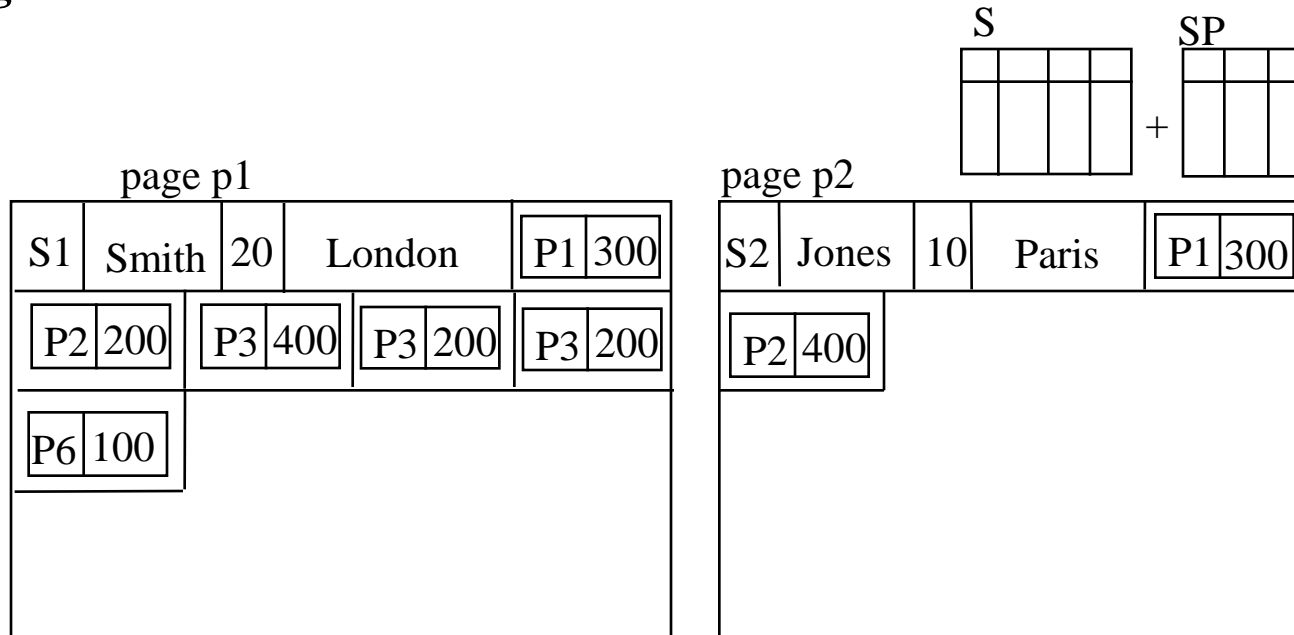 S SP
+
page p1 page p2
S1 Smith 20 London P1 300 S2 Jones 10 Paris P1 300
P2 200 P3 400 P3 200 P3 200 P2 400
P6 100